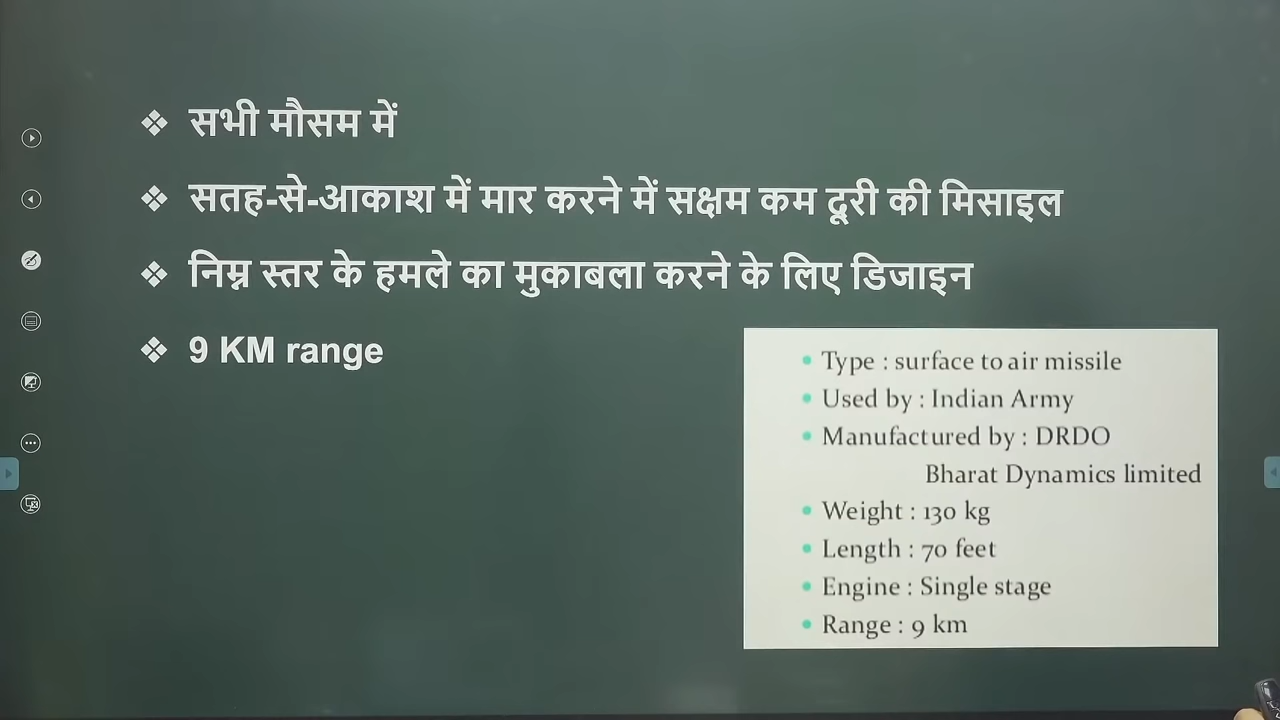 ❖ सभी मौसम में
❖ सतह-से-आकाश में मार करने में सक्षम कम दूरी की मिसाइल
❖ निम्न स्तर के हमले का मुकाबला करने के लिए डिजाइन
❖ 9 KM range
• Type : surface to air missile
• Used by : Indian Army
• Manufactured by : DRDO
Bharat Dynamics limited
• Weight : 130 kg
• Length : 70 feet
• Engine : Single stage
• Range : 9 km